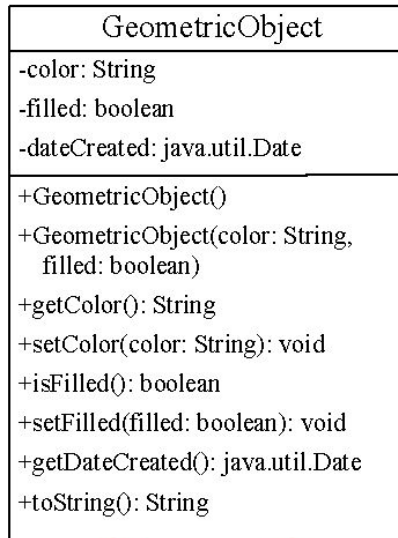 GeometricObject
-color: String
-filled: boolean
-dateCreated: java.util.Date
+GeometricObject()
+GeometricObject(color: String,
filled: boolean)
+getColor(): String
+setColor(color: String): void
+isFilled(): boolean
+setFilled(filled: boolean): void
+getDateCreated(): java.util.Date
+toString(): String